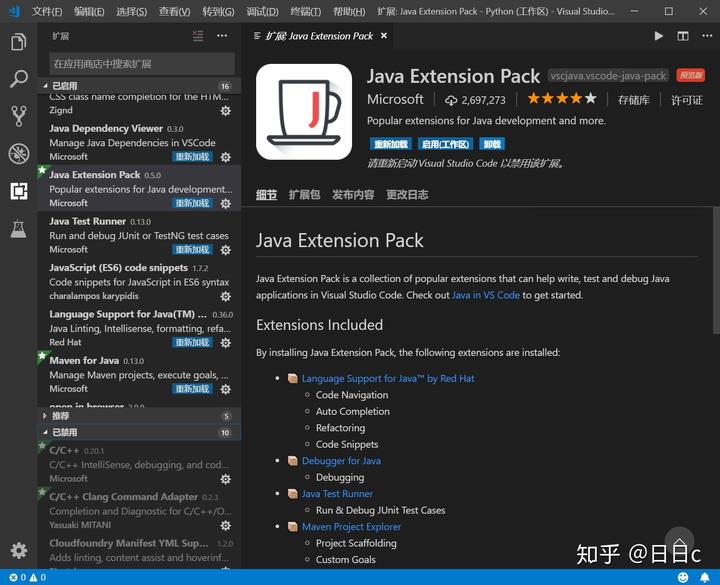 文件(F) 编辑(E) 选择(S) 查看(V) 转到(G) 调试(D) 终端(T) 帮助(H) 扩展: Java Extension Pack - Python (工作区) - Visual Studio...
扩展
在应用商店中搜索扩展
已启用 16
CSS class name completion for the HTM...
Zignd
Java Dependency Viewer 0.3.0
Manage Java Dependencies in VSCode
Microsoft 重新加载
Java Extension Pack 0.5.0
Popular extensions for Java development...
Microsoft 重新加载
Java Test Runner 0.13.0
Run and debug JUnit or TestNG test cases
Microsoft 重新加载
JavaScript (ES6) code snippets 1.7.2
Code snippets for JavaScript in ES6 syntax
charalampos karypidis
Language Support for Java(TM) ... 0.36.0
Java Linting, Intellisense, formatting, refa...
Red Hat 重新加载
Maven for Java 0.13.0
Manage Maven projects, execute goals, ...
Microsoft 重新加载
open in browser 2.0.0
推荐 5
已禁用 10
C/C++ 0.20.1
C/C++ IntelliSense, debugging, and cod...
Microsoft
C/C++ Clang Command Adapter 0.2.3
Completion and Diagnostic for C/C++/O...
Yasuaki MITANI
Cloudfoundry Manifest YML Sup... 1.2.0
Adds linting, content assist and hoverinf...
扩展 Java Extension Pack
Java Extension Pack vscjava.vscode-java-pack 预览版
Microsoft 2,697,273 存储库 许可证
Popular extensions for Java development and more.
重新加载 启用(工作区) 卸载
请重新启动 Visual Studio Code 以禁用该扩展。
细节 扩展包 发布内容 更改日志
Java Extension Pack
Java Extension Pack is a collection of popular extensions that can help write, test and debug Java
applications in Visual Studio Code. Check out Java in VS Code to get started.
Extensions Included
By installing Java Extension Pack, the following extensions are installed:
Language Support for Java™ by Red Hat
Code Navigation
Auto Completion
Refactoring
Code Snippets
Debugger for Java
Debugging
Java Test Runner
Run & Debug JUnit Test Cases
Maven Project Explorer
Project Scaffolding
Custom Goals
知乎 @日日c
0 0